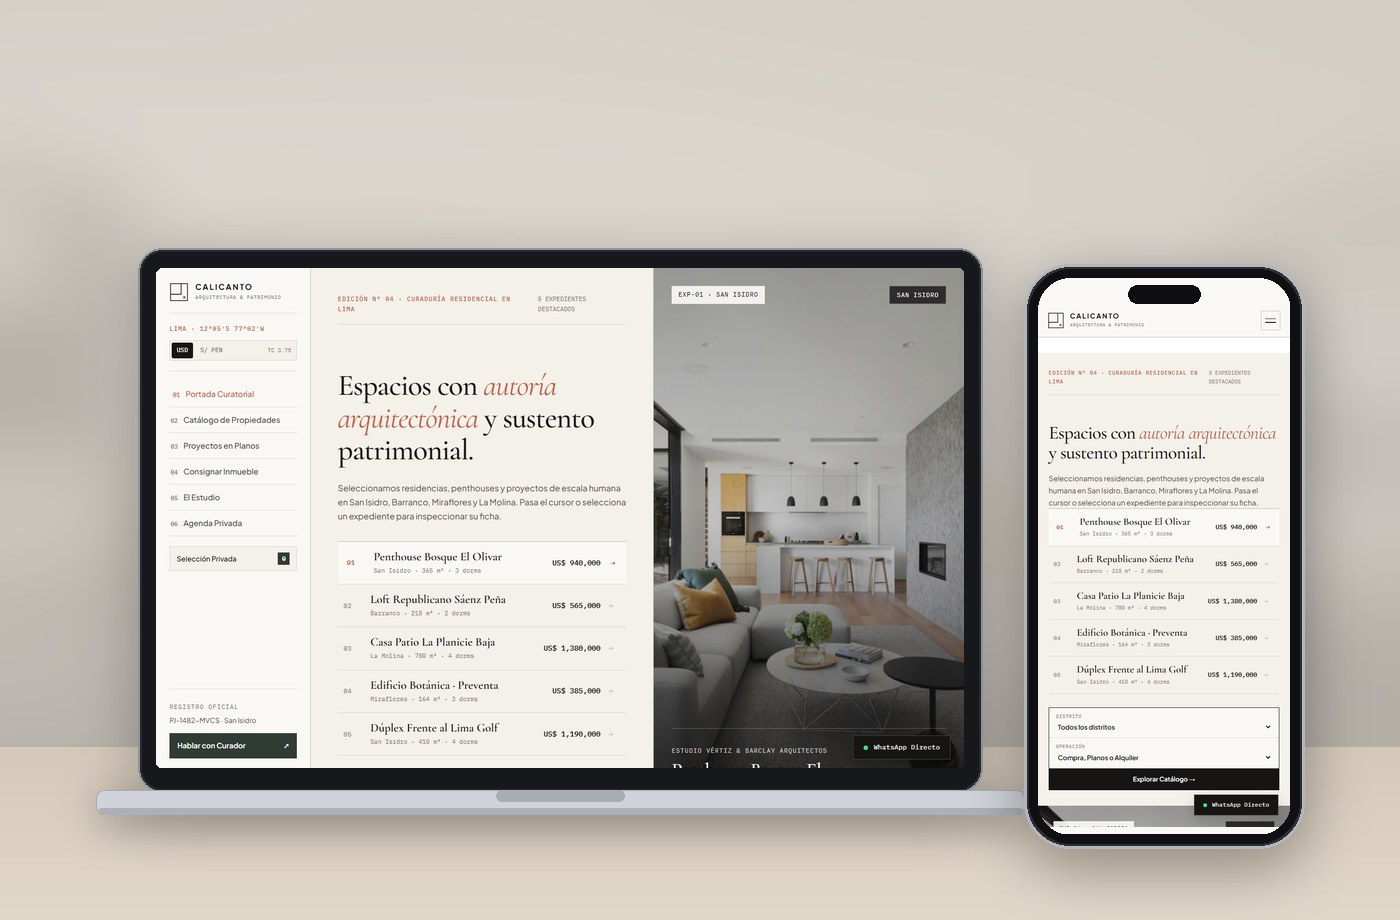 CALICANTO
ARQUITECTURA & PATRIMONIO
LIMA · 12°05'S 77°02'W
USD S/ PEN TC 3.75
01 Portada Curatorial
02 Catálogo de Propiedades
03 Proyectos en Planos
04 Consignar Inmueble
05 El Estudio
06 Agenda Privada
Selección Privada 0
REGISTRO OFICIAL
PJ-1482-MVCS · San Isidro
Hablar con Curador ↗
EDICIÓN Nº 04 · CURADURÍA RESIDENCIAL EN
LIMA
5 EXPEDIENTES
DESTACADOS
Espacios con autoría
arquitectónica y sustento
patrimonial.
Seleccionamos residencias, penthouses y proyectos de escala humana
en San Isidro, Barranco, Miraflores y La Molina. Pasa el cursor o selecciona
un expediente para inspeccionar su ficha.
01 Penthouse Bosque El Olivar US$ 940,000 →
San Isidro · 365 m² · 3 dorms
02 Loft Republicano Sáenz Peña US$ 565,000 →
Barranco · 218 m² · 2 dorms
03 Casa Patio La Planicie Baja US$ 1,380,000 →
La Molina · 780 m² · 4 dorms
04 Edificio Botánica · Preventa US$ 385,000 →
Miraflores · 164 m² · 3 dorms
05 Dúplex Frente al Lima Golf US$ 1,190,000 →
San Isidro · 410 m² · 4 dorms
EXP-01 · SAN ISIDRO
SAN ISIDRO
ESTUDIO VÉRTIZ & BARCLAY ARQUITECTOS
WhatsApp Directo
CALICANTO
ARQUITECTURA & PATRIMONIO
EDICIÓN Nº 04 · CURADURÍA RESIDENCIAL EN
LIMA
5 EXPEDIENTES
DESTACADOS
Espacios con autoría arquitectónica
y sustento patrimonial.
Seleccionamos residencias, penthouses y proyectos de escala
humana en San Isidro, Barranco, Miraflores y La Molina. Pasa el
cursor o selecciona un expediente para inspeccionar su ficha.
01 Penthouse Bosque El Olivar US$ 940,000 →
San Isidro · 365 m² · 3 dorms
02 Loft Republicano Sáenz Peña US$ 565,000 →
Barranco · 218 m² · 2 dorms
03 Casa Patio La Planicie Baja US$ 1,380,000 →
La Molina · 780 m² · 4 dorms
04 Edificio Botánica · Preventa US$ 385,000 →
Miraflores · 164 m² · 3 dorms
05 Dúplex Frente al Lima Golf US$ 1,190,000 →
San Isidro · 410 m² · 4 dorms
DISTRITO
Todos los distritos
OPERACIÓN
Compra, Planos o Alquiler
Explorar Catálogo →
WhatsApp Directo